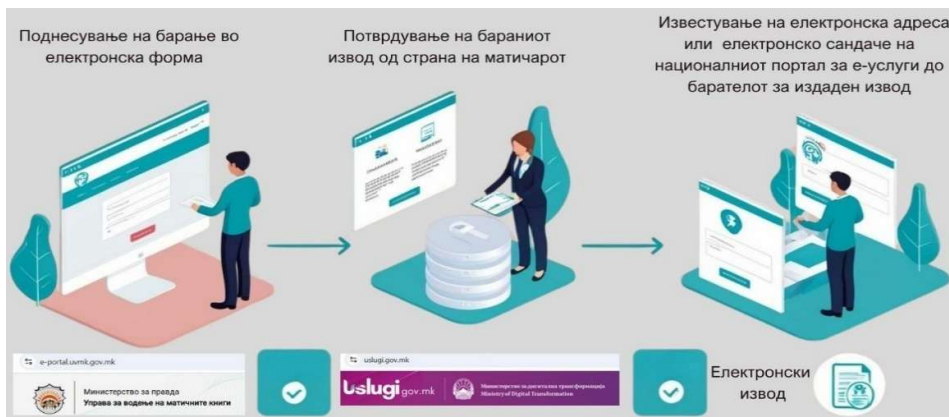 Поднесување на барање во
електронска форма
Потврдување на бараниот
извод од страна на матичарот
Известување на електронска адреса
или електронско сандаче на
националниот портал за е-услуги до
барателот за издаден извод
e-portal.uvmk.gov.mk
Министерство за правда
Управа за водење на матичните книги
uslugi.gov.mk
Uslugi gov.mk
Министерство за дигитална трансформација
Ministry of Digital Transformation
Електронски
извод